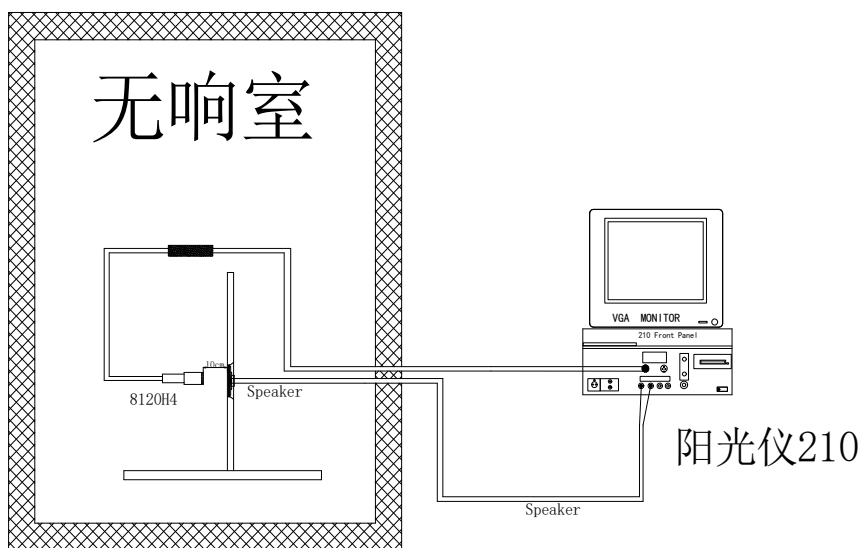 无响室
VGA MONITOR
210 Front Panel
10cm
Speaker
8120H4
阳光仪210
Speaker